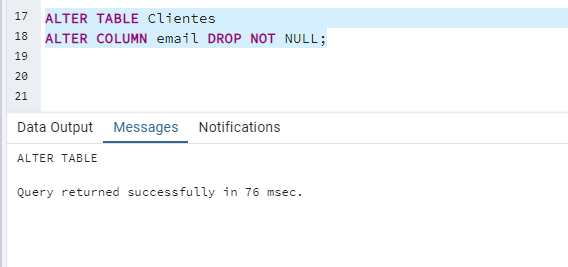 17 ALTER TABLE Clientes
18 ALTER COLUMN email DROP NOT NULL;
19
20
21
Data Output Messages Notifications
ALTER TABLE
Query returned successfully in 76 msec.